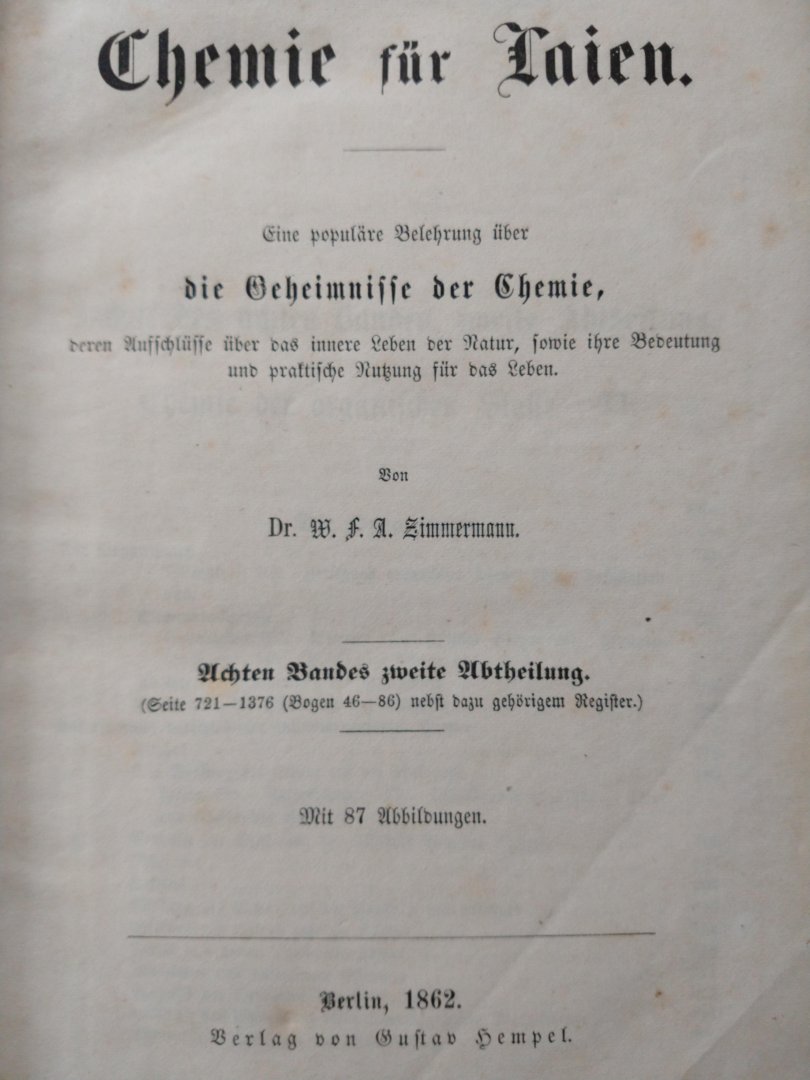 Chemie für Laien.
Eine populäre Belehrung über
die Geheimnisse der Chemie,
deren Aufschlüsse über das innere Leben der Natur, sowie ihre Bedeutung
und praktische Nutzung für das Leben.
Von
Dr. W. F. A. Zimmermann.
Achten Bandes zweite Abtheilung.
(Seite 721—1376 (Bogen 46—86) nebst dazu gehörigem Register.)
Mit 87 Abbildungen.
Berlin, 1862.
Verlag von Gustav Hempel.